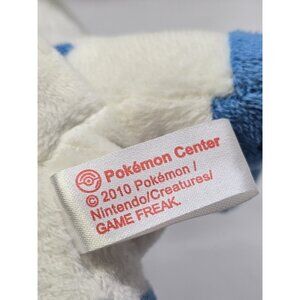 Pokémon Center
© 2010 Pokémon /
Nintendo/Creatures/
GAME FREAK.